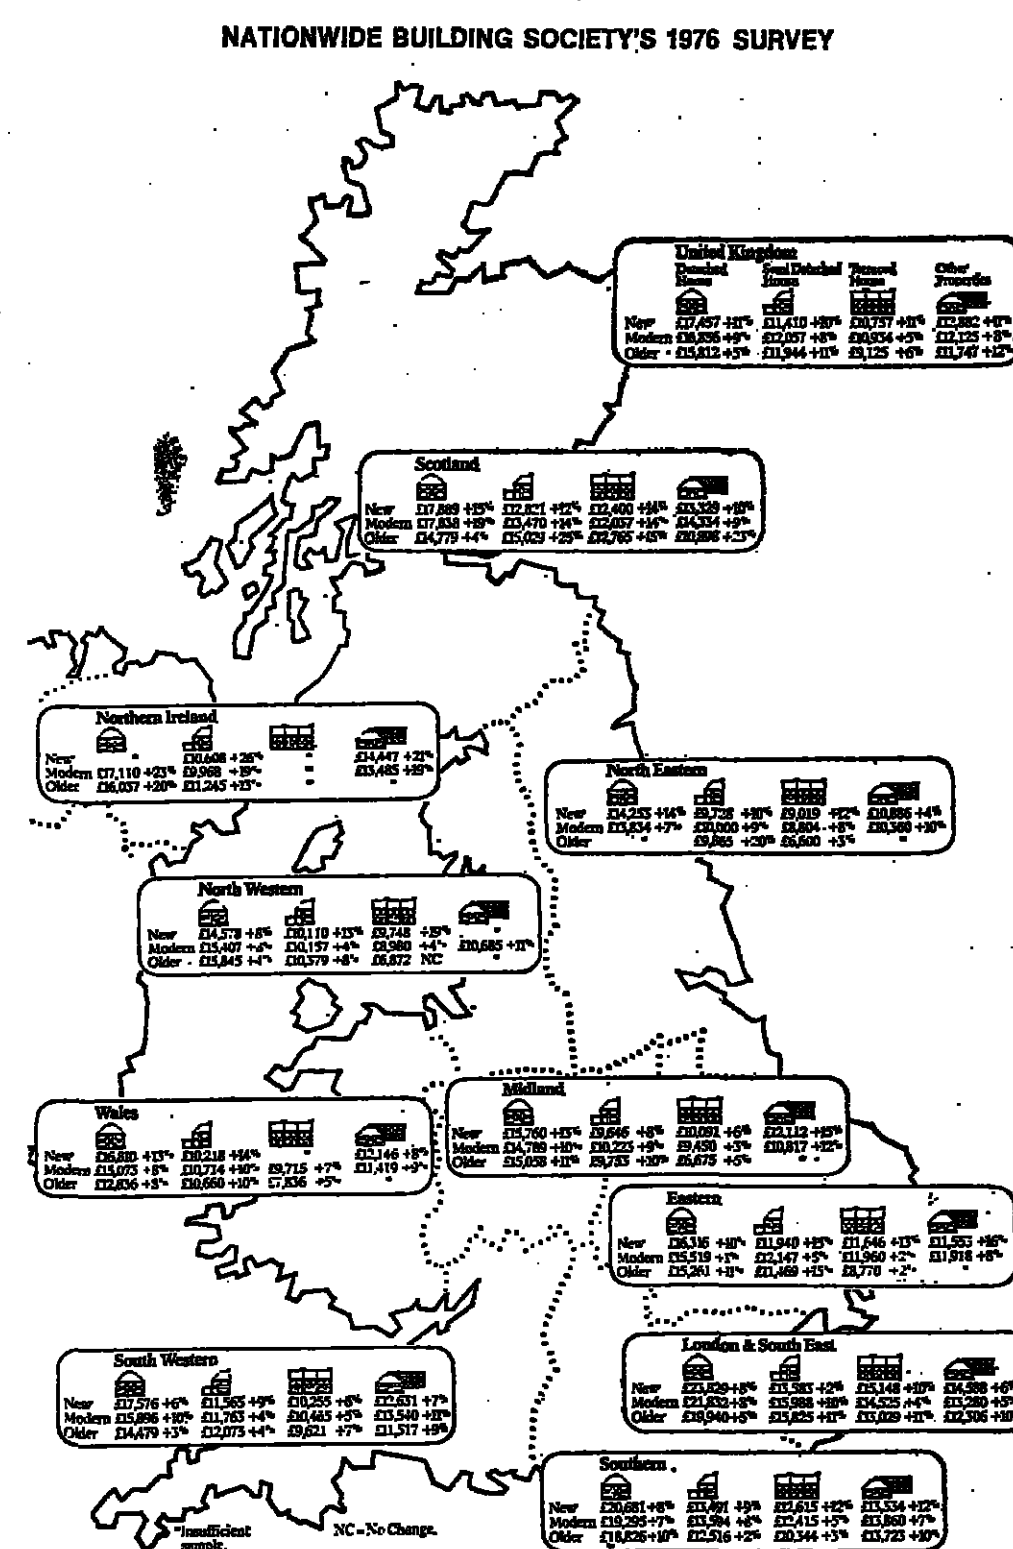 NATIONWIDE BUILDING SOCIETY'S 1976 SURVEY
United Kingdom
Detached House Semi Detached House Terraced House Other Properties
New £17,457 +11% £11,410 +10% £10,757 +11% £12,882 +17%
Modern £16,836 +9% £12,057 +8% £10,934 +5% £12,125 +8%
Older £15,812 +5% £11,944 +11% £9,125 +6% £11,747 +12%
Scotland
New £17,889 +15% £12,821 +12% £12,400 +14% £13,329 +10%
Modern £17,838 +19% £13,470 +14% £12,037 +14% £14,334 +9%
Older £14,779 +4% £15,029 +25% £12,765 +15% £10,898 +23%
Northern Ireland
New * £10,608 +26% * £14,447 +21%
Modern £17,110 +23% £9,968 +19% * £13,485 +19%
Older £16,037 +20% £11,245 +13% *
North Eastern
New £14,253 +14% £9,728 +10% £9,019 +12% £10,886 +4%
Modern £13,834 +7% £10,000 +9% £8,804 +8% £10,360 +10%
Older * £9,865 +20% £6,600 +3% *
North Western
New £14,578 +8% £10,110 +13% £9,748 +19% *
Modern £15,407 £10,157 +4% £8,980 +4% £10,685 +11%
Older £15,845 +4% £10,579 +8% £6,872 NC *
Wales
New £16,810 +13% £10,218 +14% * £12,146 +8%
Modern £15,073 +8% £10,714 +10% £9,715 +7% £11,419 +9%
Older £12,836 +8% £10,660 +10% £7,836 +5% *
Midland
New £15,760 +13% £9,646 +8% £10,091 +6% £12,112 +15%
Modern £14,789 +10% £10,225 +9% £9,450 +3% £10,817 +12%
Older £15,058 +11% £9,753 +10% £6,675 +6% *
Eastern
New £16,316 +10% £11,940 +15% £11,646 +13% £11,553 +16%
Modern £15,519 +1% £12,147 +5% £11,960 +2% £11,918 +8%
Older £15,261 +11% £11,469 +15% £8,770 +2% *
South Western
New £17,576 +6% £11,565 +9% £10,255 +8% £12,631 +7%
Modern £15,896 +10% £11,763 +4% £10,465 +5% £13,540 +11%
Older £14,479 +3% £12,073 +4% £9,621 +7% £11,517 +9%
London & South East
New £23,829 +8% £15,583 +2% £15,148 +10% £14,588 +6%
Modern £21,832 +8% £15,988 +10% £14,525 +4% £13,280 +5%
Older £19,940 +5% £15,825 +11% £13,029 +11% £12,306 +10%
Southern
New £20,681 +8% £13,491 +9% £12,615 +12% £13,334 +12%
Modern £19,295 +7% £13,594 +8% £12,415 +5% £13,860 +7%
Older £18,826 +10% £12,516 +2% £10,344 +3% £13,723 +10%
*Insufficient sample.
NC = No Change.